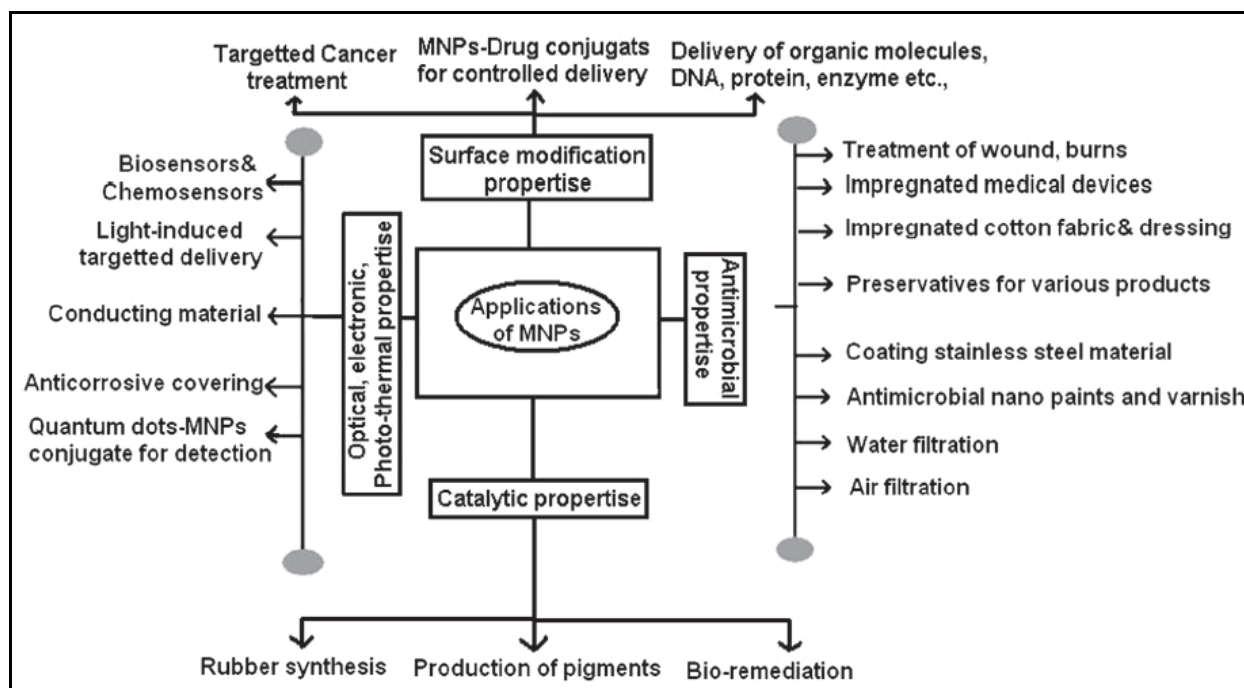 Targetted Cancer
treatment
MNPs-Drug conjugats
for controlled delivery
Delivery of organic molecules,
DNA, protein, enzyme etc.,
Surface modification
propertise
Biosensors&
Chemosensors
Light-induced
targetted delivery
Conducting material
Anticorrosive covering
Quantum dots-MNPs
conjugate for detection
Optical, electronic,
Photo-thermal propertise
Applications
of MNPs
Antimicrobial
propertise
Treatment of wound, burns
Impregnated medical devices
Impregnated cotton fabric& dressing
Preservatives for various products
Coating stainless steel material
Antimicrobial nano paints and varnish
Water filtration
Air filtration
Catalytic propertise
Rubber synthesis
Production of pigments
Bio-remediation